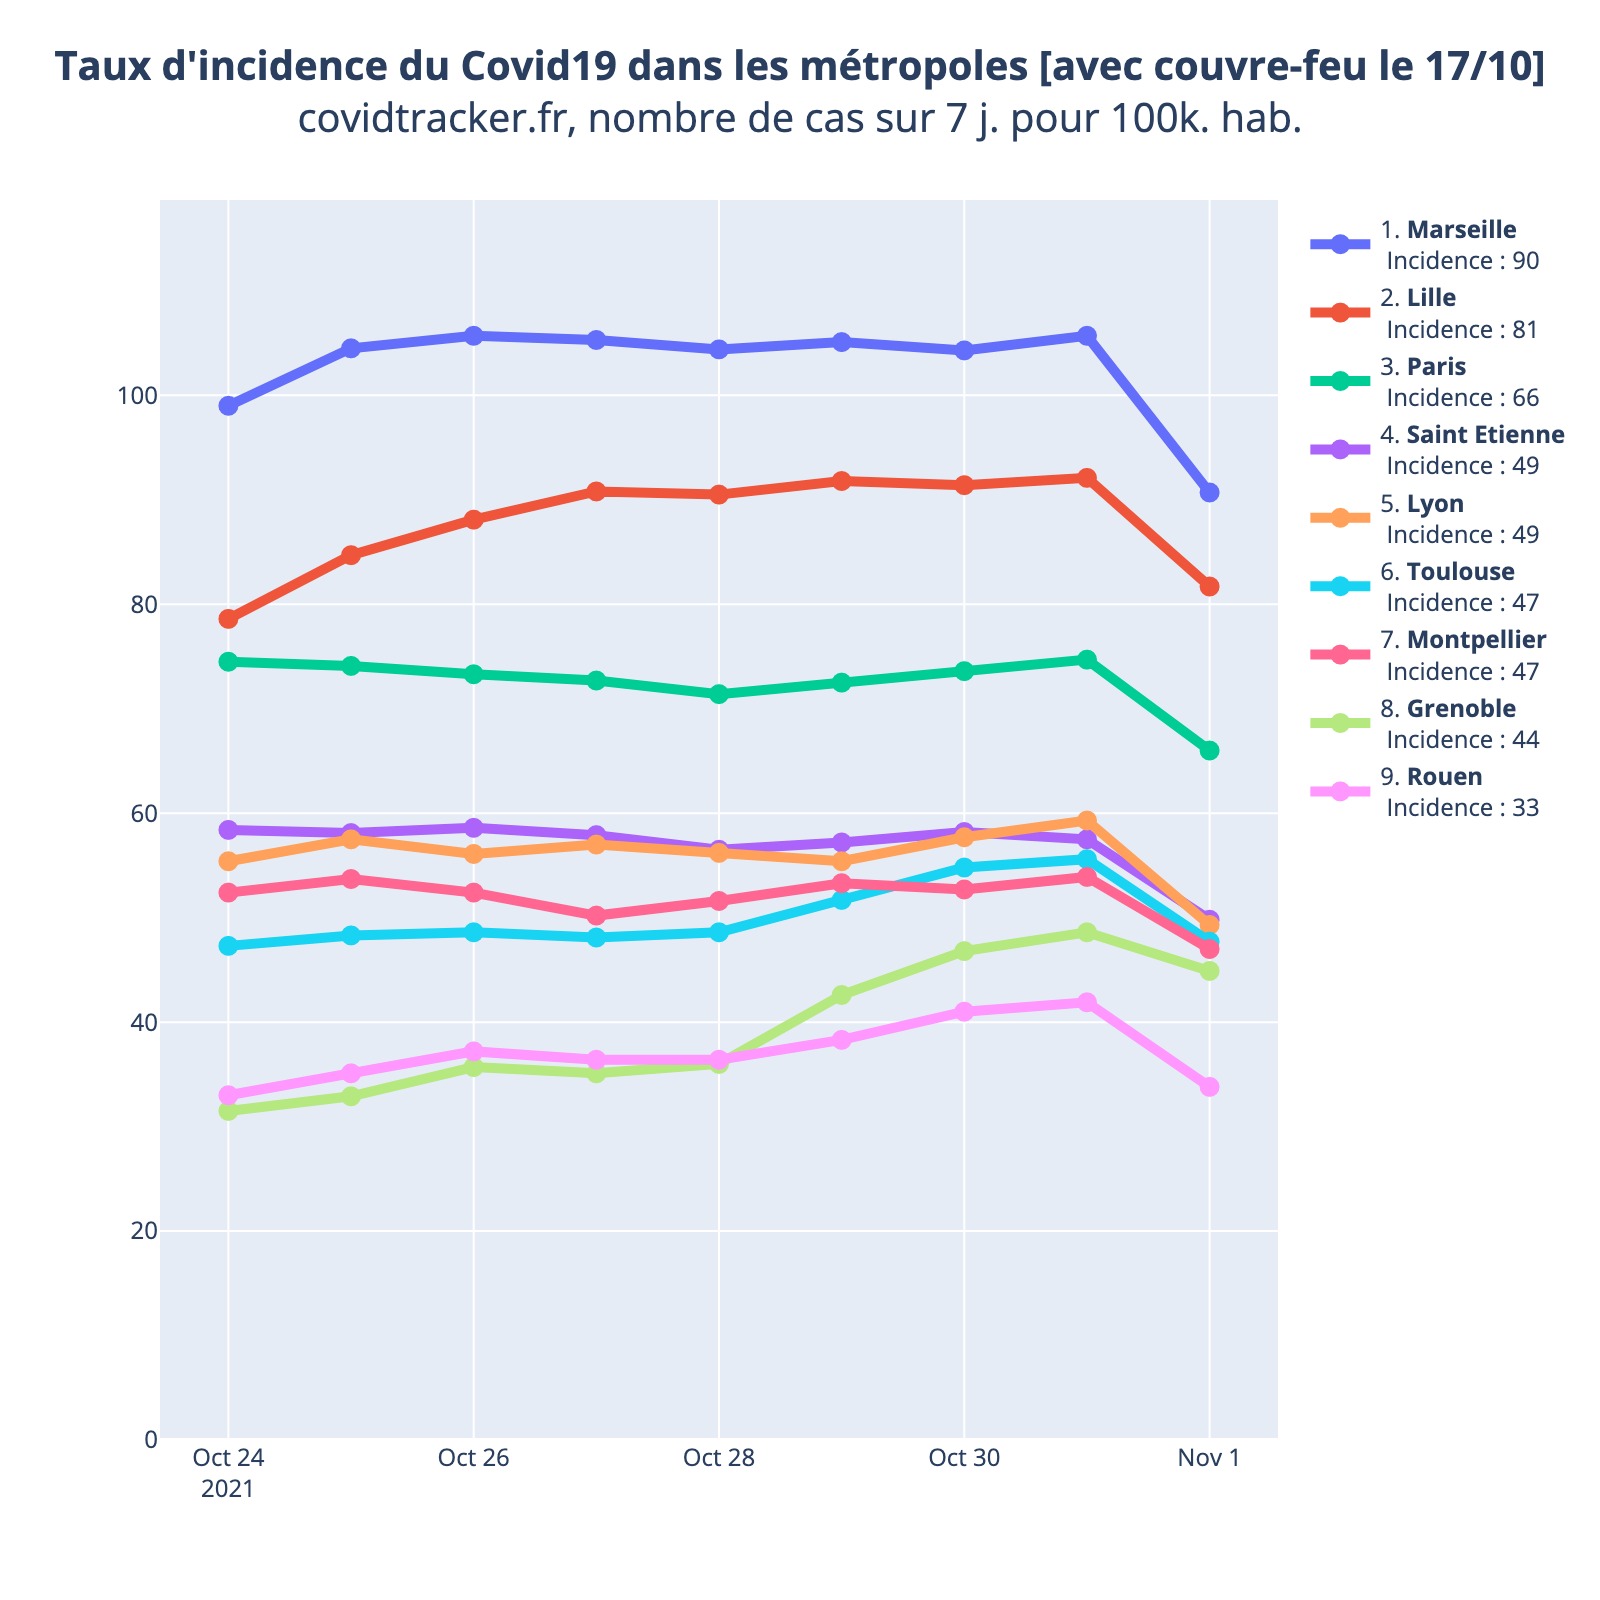 Taux d'incidence du Covid19 dans les métropoles [avec couvre-feu le 17/10]
covidtracker.fr, nombre de cas sur 7 j. pour 100k. hab.
100
80
60
40
20
0
Oct 24
2021
Oct 26
Oct 28
Oct 30
Nov 1
1. Marseille
Incidence : 90
2. Lille
Incidence : 81
3. Paris
Incidence : 66
4. Saint Etienne
Incidence : 49
5. Lyon
Incidence : 49
6. Toulouse
Incidence : 47
7. Montpellier
Incidence : 47
8. Grenoble
Incidence : 44
9. Rouen
Incidence : 33